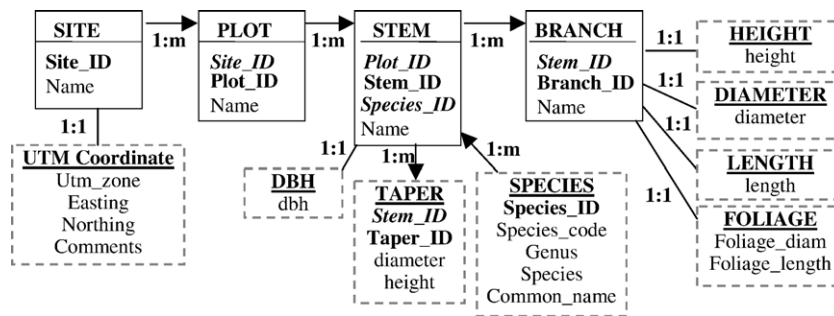 SITE
Site_ID
Name
1:m
PLOT
Site_ID
Plot_ID
Name
1:m
STEM
Plot_ID
Stem_ID
Species_ID
Name
1:m
BRANCH
Stem_ID
Branch_ID
Name
1:1
HEIGHT
height
1:1
DIAMETER
diameter
1:1
LENGTH
length
1:1
FOLIAGE
Foliage_diam
Foliage_length
1:1
UTM Coordinate
Utm_zone
Easting
Northing
Comments
1:1
DBH
dbh
1:m
TAPER
Stem_ID
Taper_ID
diameter
height
1:m
SPECIES
Species_ID
Species_code
Genus
Species
Common_name